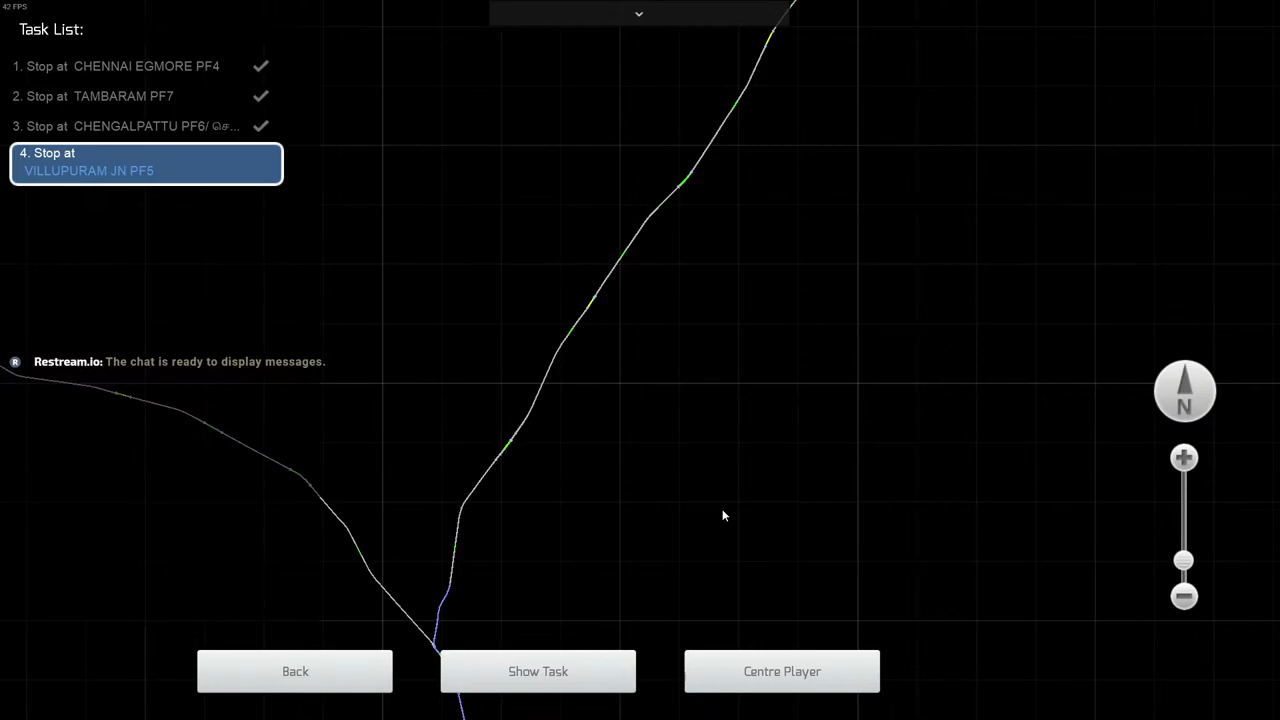 42 FPS
Task List:
1. Stop at CHENNAI EGMORE PF4
2. Stop at TAMBARAM PF7
3. Stop at CHENGALPATTU PF6/ செ...
4. Stop at
VILLUPURAM JN PF5
R Restream.io: The chat is ready to display messages.
N
Back
Show Task
Centre Player